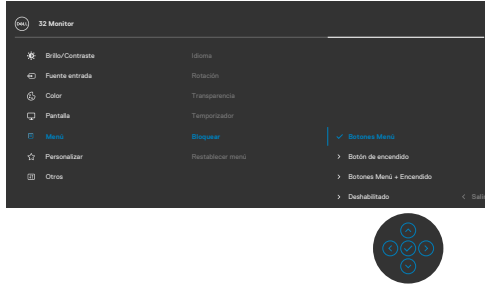 DELL 32 Monitor
Brillo/Contraste Idioma
Fuente entrada Rotación
Color Transparencia
Pantalla Temporizador
Menú Bloquear Botones Menú
Personalizar Restablecer menú Botón de encendido
Otros Botones Menú + Encendido
Deshabilitado